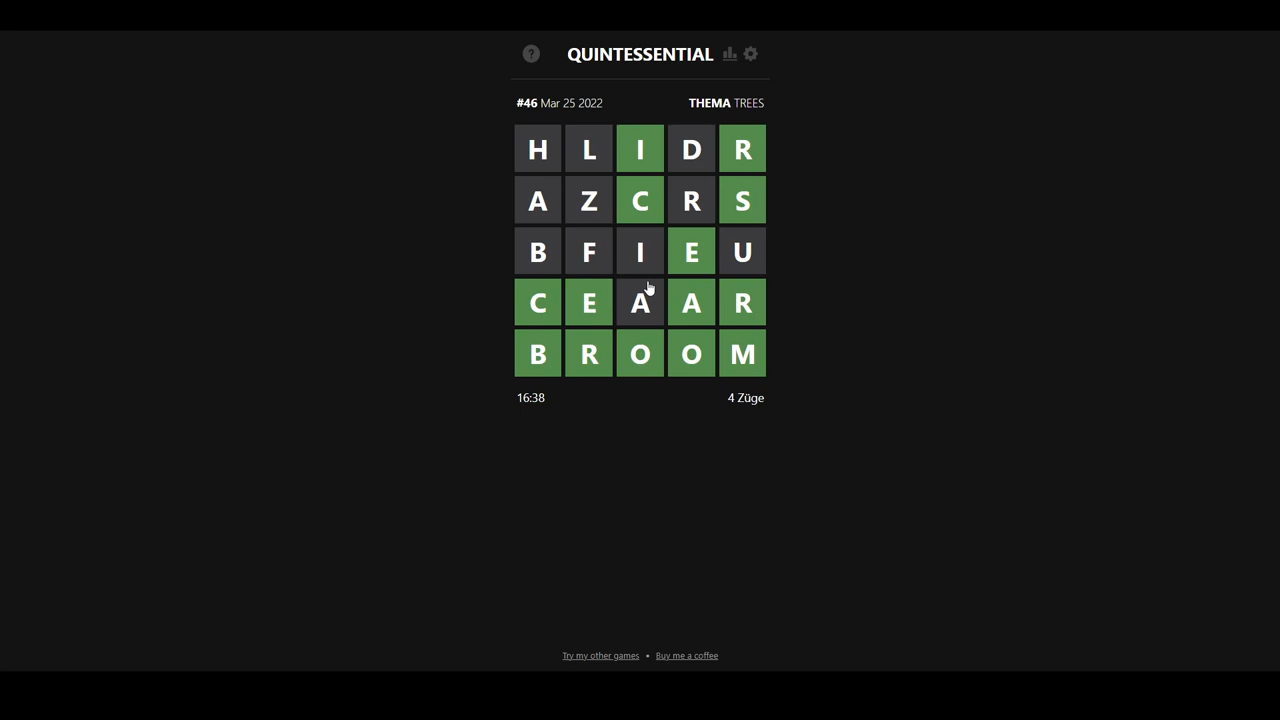 ? QUINTESSENTIAL
#46 Mar 25 2022 THEMA TREES
H L I D R
A Z C R S
B F I E U
C E A A R
B R O O M
16:38 4 Züge
Try my other games • Buy me a coffee